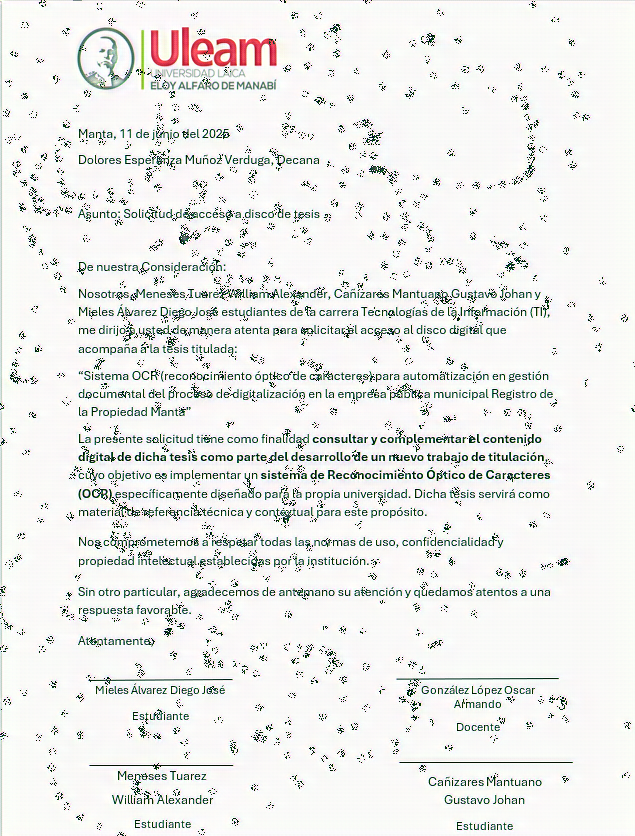 Uleam
UNIVERSIDAD LAICA
ELOY ALFARO DE MANABÍ
Manta, 11 de junio del 2025
Dolores Esperanza Muñoz Verduga, Decana
Asunto: Solicitud de acceso a disco de tesis
De nuestra Consideración:
Nosotros, Meneses Tuarez William Alexander, Cañizares Mantuano Gustavo Johan y
Mieles Álvarez Diego José estudiantes de la carrera Tecnologías de la Información (TI),
me dirijo a usted de manera atenta para solicitar el acceso al disco digital que
acompaña a la tesis titulada:
“Sistema OCR (reconocimiento óptico de caracteres) para automatización en gestión
documental del proceso de digitalización en la empresa pública municipal Registro de
la Propiedad Manta”
La presente solicitud tiene como finalidad consultar y complementar el contenido
digital de dicha tesis como parte del desarrollo de un nuevo trabajo de titulación,
cuyo objetivo es implementar un sistema de Reconocimiento Óptico de Caracteres
(OCR) específicamente diseñado para la propia universidad. Dicha tesis servirá como
material de referencia técnica y contextual para este propósito.
Nos comprometemos a respetar todas las normas de uso, confidencialidad y
propiedad intelectual establecidas por la institución.
Sin otro particular, agradecemos de antemano su atención y quedamos atentos a una
respuesta favorable.
Atentamente,
Mieles Álvarez Diego José
Estudiante
González López Oscar
Armando
Docente
Meneses Tuarez
William Alexander
Estudiante
Cañizares Mantuano
Gustavo Johan
Estudiante